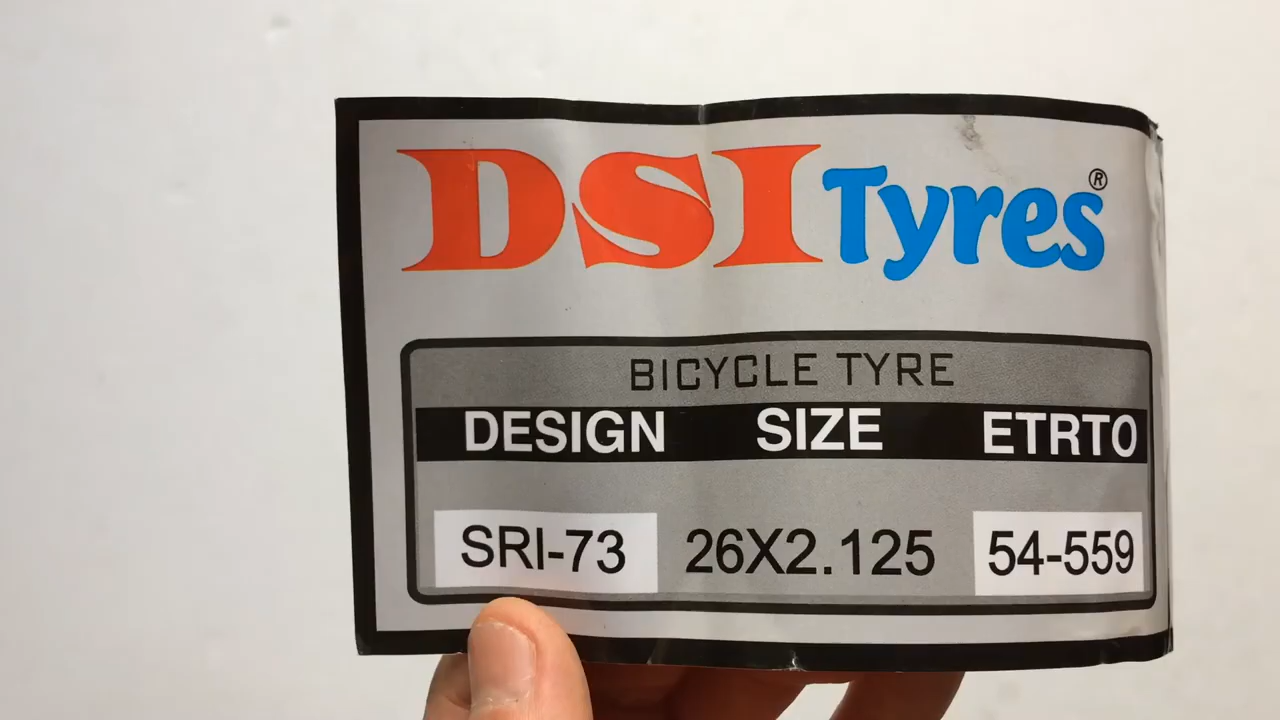 DSI Tyres®
BICYCLE TYRE
DESIGN SIZE ETRTO
SRI-73 26X2.125 54-559